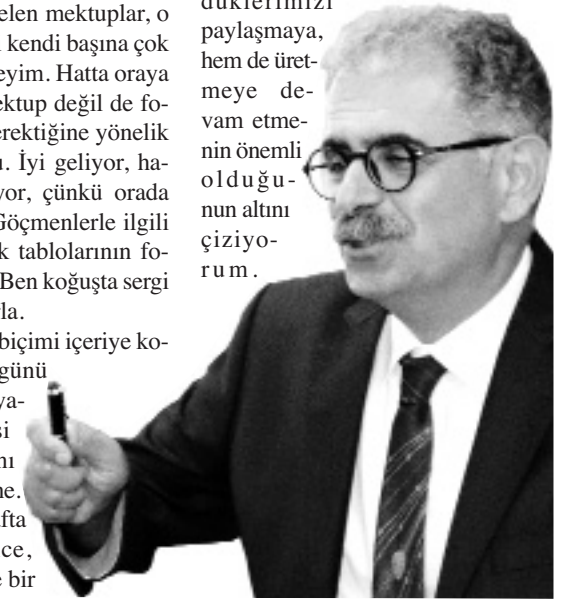 elen mektuplar, o
kendi başına çok
eyim. Hatta oraya
ektup değil de fo-
erektiğine yönelik
u. İyi geliyor, ha-
yor, çünkü orada
Göçmenlerle ilgili
k tablolarının fo-
Ben koğuşta sergi
rla.
biçimi içeriye ko-
günü
ya-
si
nı
ne.
fta
ce,
e bir
düklerimizi
paylaşmaya,
hem de üret-
meye de-
vam etme-
nin önemli
olduğu-
nun altını
çiziyo-
rum.